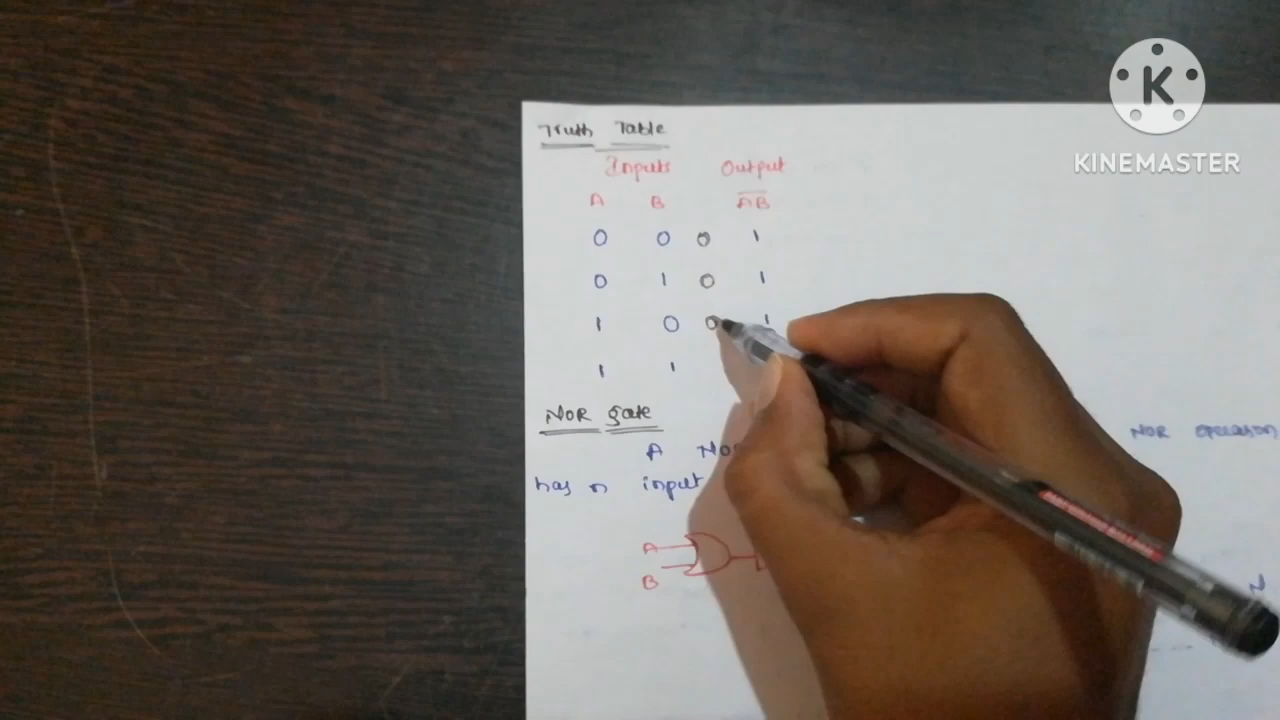 KINEMASTER
Truth Table
Inputs Output
A B AB
0 0 0 1
0 1 0 1
1 0 0 1
1 1
NOR gate
A NOR operation
has n input
A
B